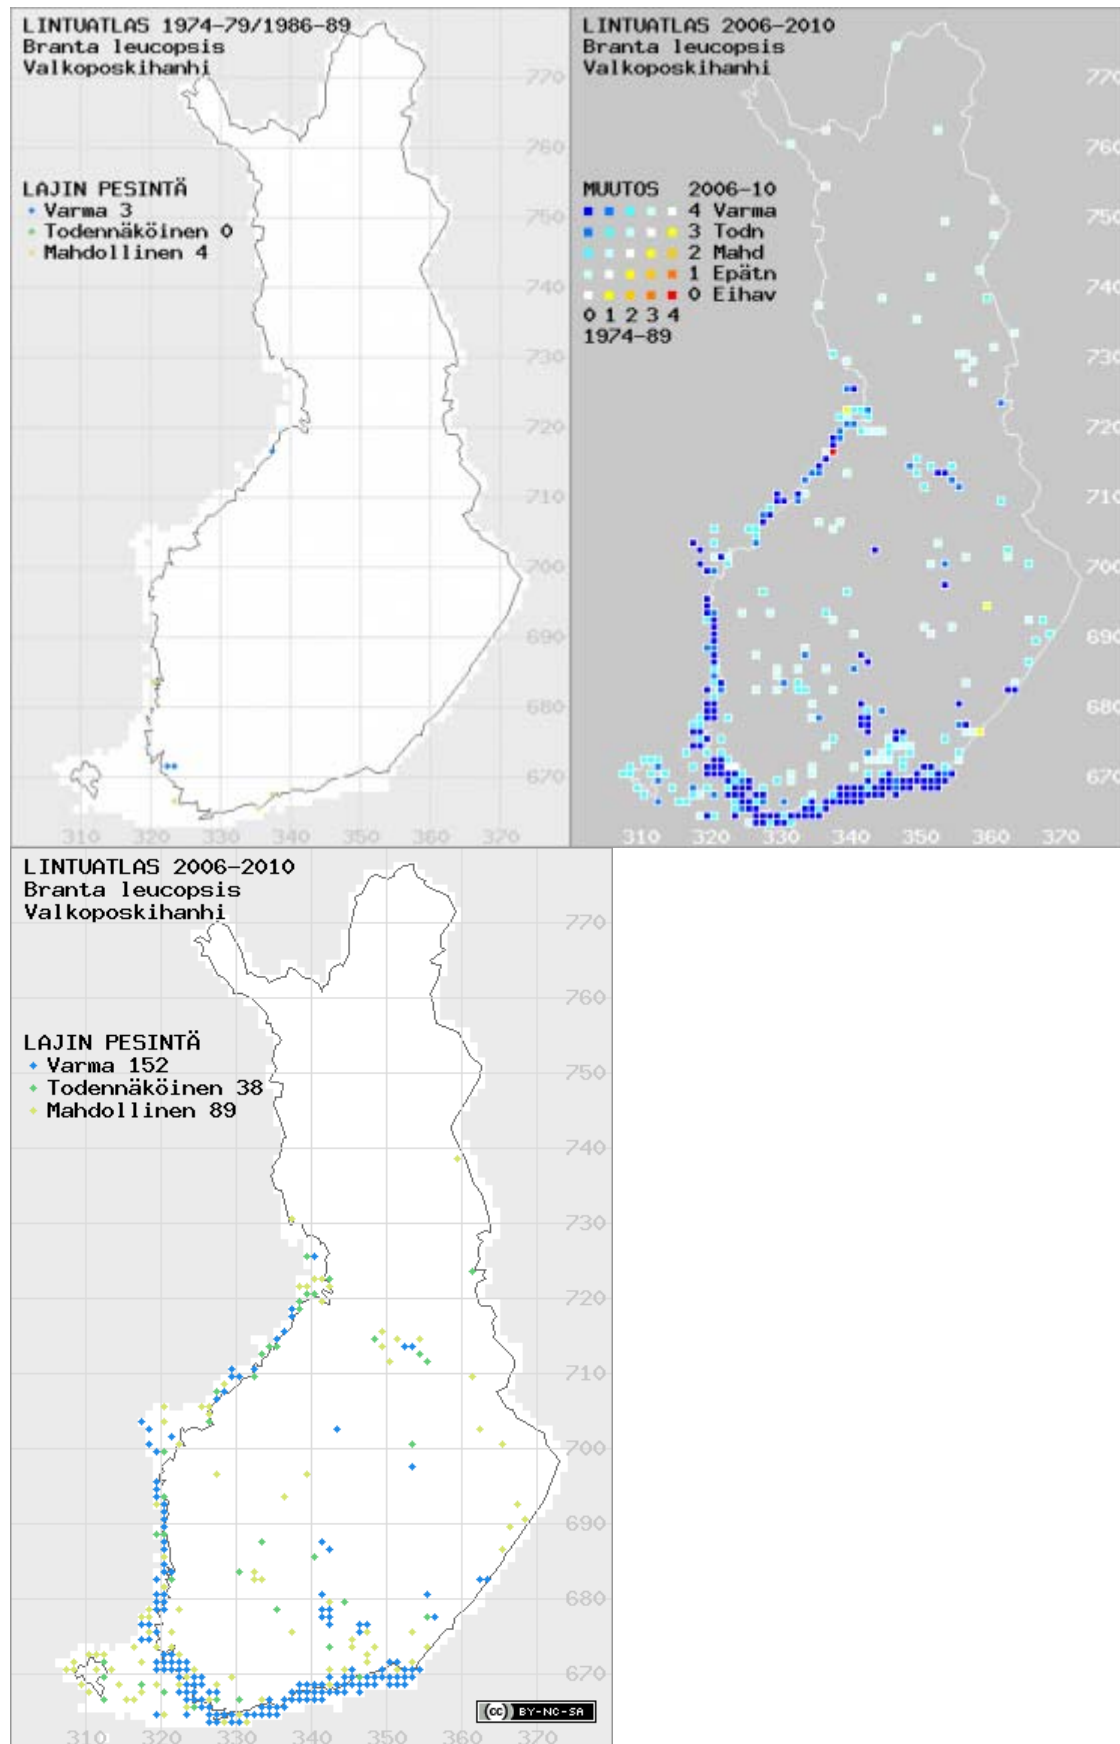 LINTUATLAS 1974-79/1986-89
Branta leucopsis
Valkoposkihanhi
770
760
LAJIN PESINTÄ
Varma 3
Todennäköinen 0
Mahdollinen 4
750
740
730
720
710
700
690
680
670
310 320 330 340 350 360 370
LINTUATLAS 2006-2010
Branta leucopsis
Valkoposkihanhi
770
760
MUUTOS 2006-10
4 Varma
3 Todn
2 Mahd
1 Epätn
0 Eihav
0 1 2 3 4
1974-89
750
740
730
720
710
700
690
680
670
310 320 330 340 350 360 370
LINTUATLAS 2006-2010
Branta leucopsis
Valkoposkihanhi
770
760
LAJIN PESINTÄ
Varma 152
Todennäköinen 38
Mahdollinen 89
750
740
730
720
710
700
690
680
670
cc BY-NC-SA
310 320 330 340 350 360 370